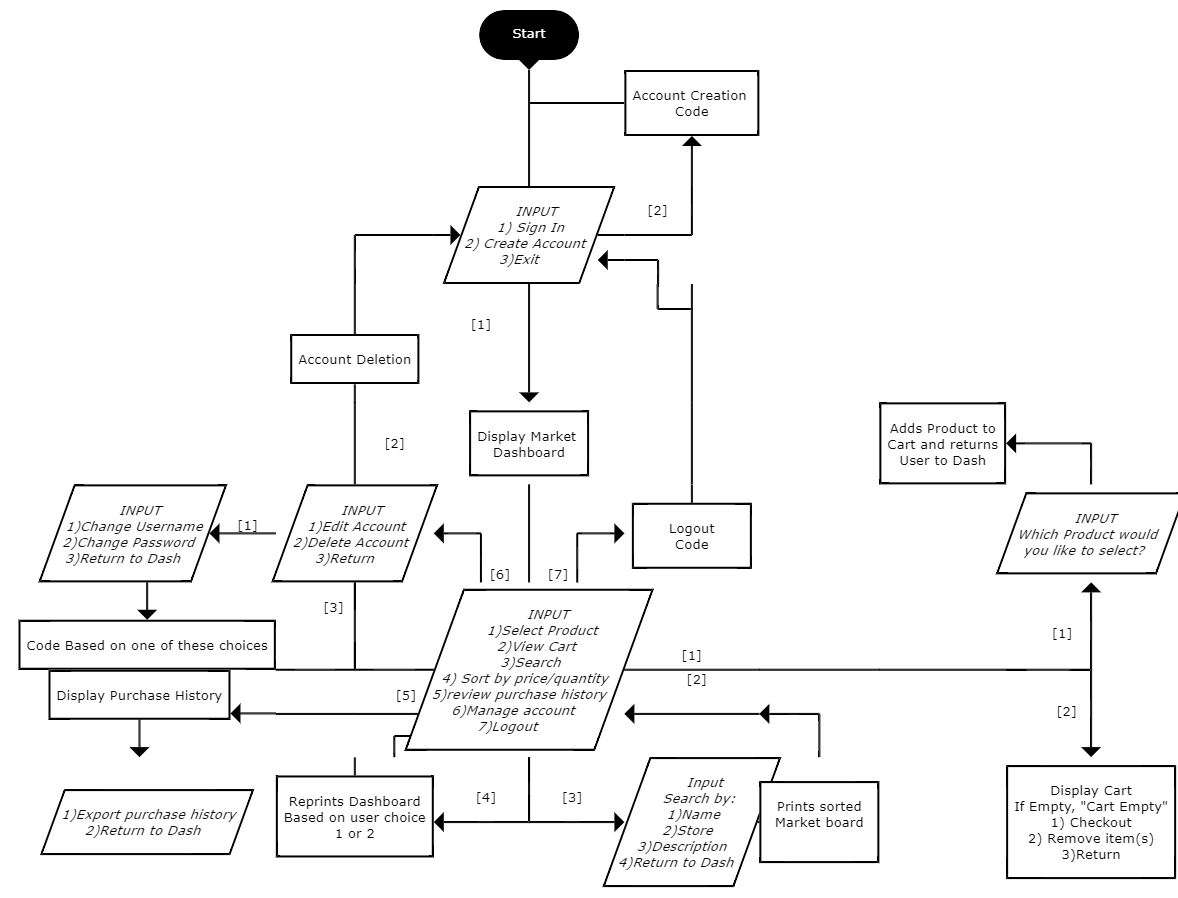 Start
Account Creation
Code
INPUT
1) Sign In
2) Create Account
3)Exit
[2]
[1]
Account Deletion
Display Market
Dashboard
[2]
Adds Product to
Cart and returns
User to Dash
INPUT
1)Change Username
2)Change Password
3)Return to Dash
[1]
INPUT
1)Edit Account
2)Delete Account
3)Return
Logout
Code
INPUT
Which Product would
you like to select?
[6]
[7]
[3]
Code Based on one of these choices
INPUT
1)Select Product
2)View Cart
3)Search
4) Sort by price/quantity
5)review purchase history
6)Manage account
7)Logout
[1]
[2]
[1]
Display Purchase History
[5]
[2]
1)Export purchase history
2)Return to Dash
Reprints Dashboard
Based on user choice
1 or 2
[4]
[3]
Input
Search by:
1)Name
2)Store
3)Description
4)Return to Dash
Prints sorted
Market board
Display Cart
If Empty, "Cart Empty"
1) Checkout
2) Remove item(s)
3)Return